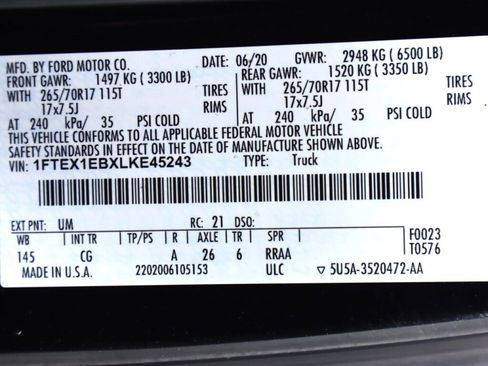 MFD. BY FORD MOTOR CO. DATE: 06/20 GVWR: 2948 KG ( 6500 LB)
FRONT GAWR: 1497 KG ( 3300 LB) REAR GAWR: 1520 KG ( 3350 LB)
WITH 265/70R17 115T TIRES WITH 265/70R17 115T TIRES
17x7.5J RIMS 17x7.5J RIMS
AT 240 kPa/ 35 PSI COLD AT 240 kPa/ 35 PSI COLD
THIS VEHICLE CONFORMS TO ALL APPLICABLE FEDERAL MOTOR VEHICLE
SAFETY STANDARDS IN EFFECT ON THE DATE OF MANUFACTURE SHOWN ABOVE.
VIN: 1FTEX1EBXLKE45243 TYPE: Truck
EXT PNT: UM RC: 21 DSO: F0023
WB INT TR TP/PS R AXLE TR SPR T0576
145 CG A 26 6 RRAA
MADE IN U.S.A. 2202006105153 ULC ▽ 5U5A-3520472-AA